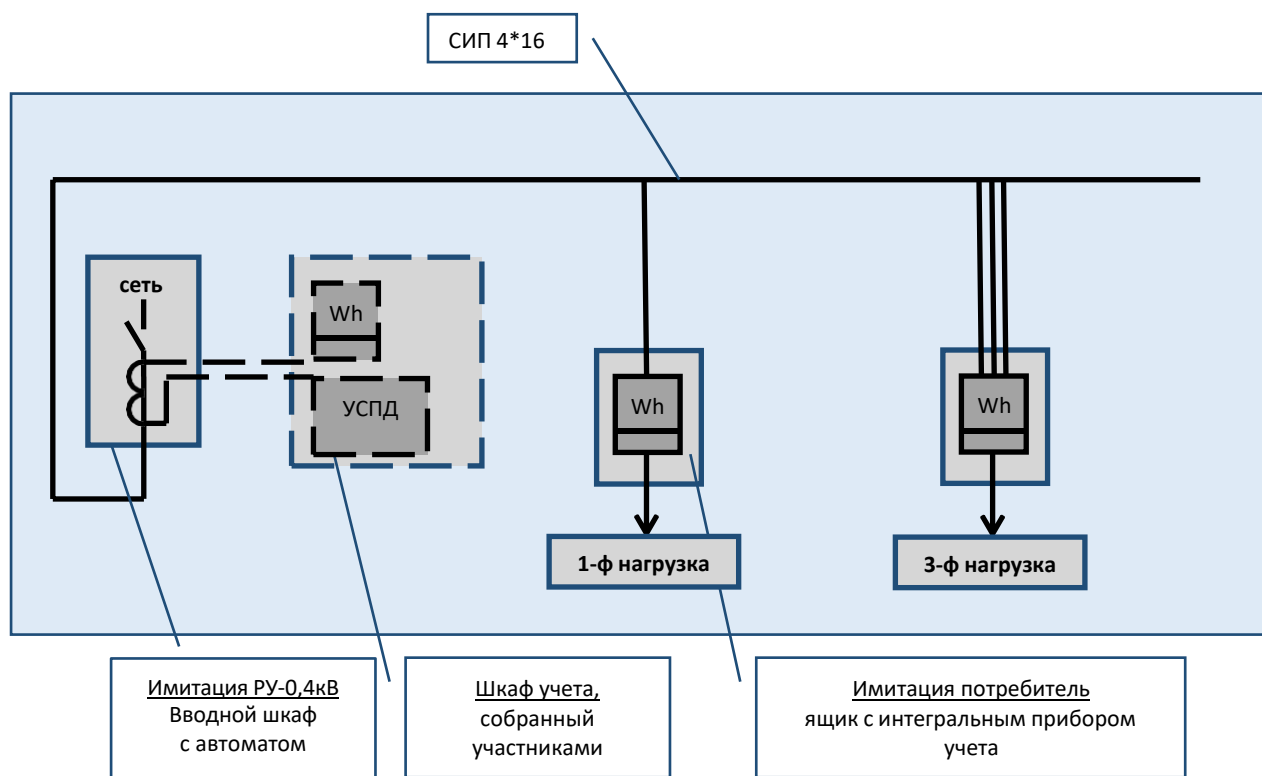 СИП 4*16
сеть
Wh
УСПД
Wh
Wh
1-ф нагрузка
3-ф нагрузка
Имитация РУ-0,4кВ
Вводной шкаф
с автоматом
Шкаф учета,
собранный
участниками
Имитация потребитель
ящик с интегральным прибором
учета